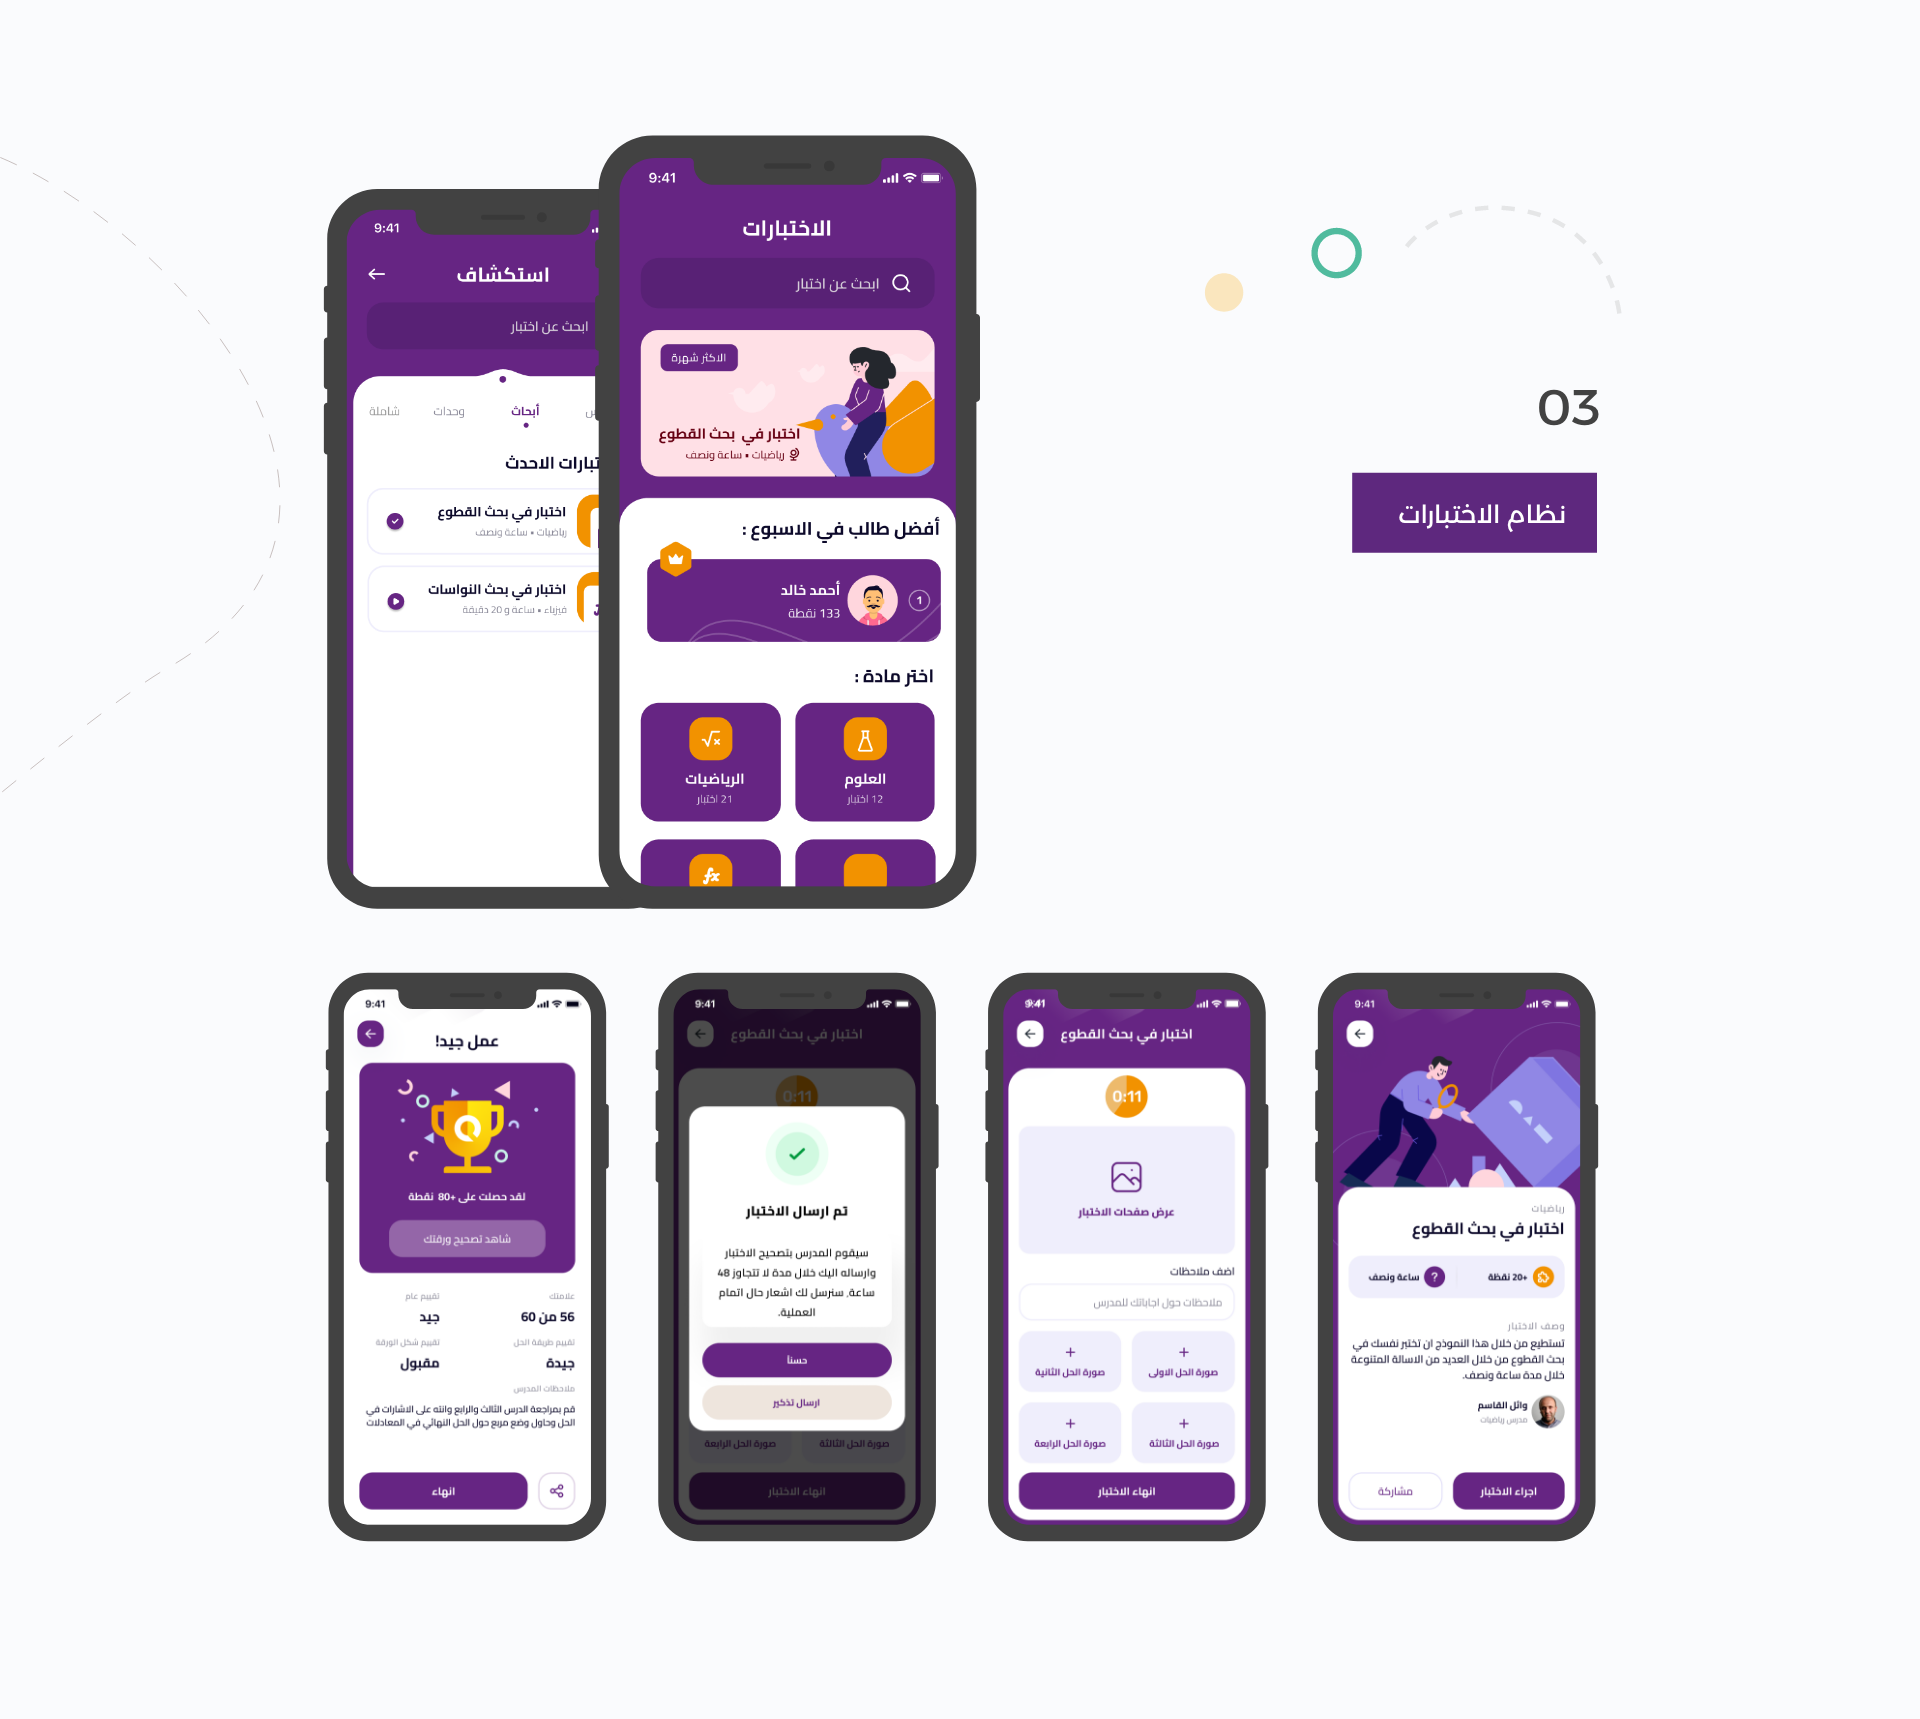 03
نظام الاختبارات
9:41
الاختبارات
ابحث عن اختبار
الاكثر شهرة
اختبار في بحث القطوع
رياضيات • ساعة ونصف
أفضل طالب في الاسبوع :
1
أحمد خالد
133 نقطة
اختر مادة :
العلوم
12 اختبار
الرياضيات
21 اختبار
fx
9:41
استكشاف
ابحث عن اختبار
أبحاث
وحدات
شاملة
الاحدث
اختبار في بحث القطوع
رياضيات • ساعة ونصف
اختبار في بحث النواسات
فيزياء • ساعة و 20 دقيقة
9:41
رياضيات
اختبار في بحث القطوع
+20 نقظة
?
ساعة ونصف
وصف الاختبار
تستطيع من خلال هذا النموذج ان تختبر نفسك في
بحث القطوع من خلال العديد من الاسالة المتنوعة
خلال مدة ساعة ونصف.
وائل القاسم
مدرس رياضيات
اجراء الاختبار
مشاركة
9:41
اختبار في بحث القطوع
0:11
عرض صفحات الاختبار
اضف ملاحظات
ملاحظات حول اجاباتك للمدرس
+
صورة الحل الاولى
+
صورة الحل الثانية
+
صورة الحل الثالثة
+
صورة الحل الرابعة
انهاء الاختبار
9:41
اختبار في بحث القطوع
0:11
تم ارسال الاختبار
سيقوم المدرس بتصحيح الاختبار
وارساله اليك خلال مدة لا تتجاوز 48
ساعة, سنرسل لك اشعار حال اتمام
العملية.
حسناً
ارسال تذكير
صورة الحل الثالثة
صورة الحل الرابعة
انهاء الاختبار
9:41
عمل جيد!
لقد حصلت على +80 نقطة
شاهد تصحيح ورقتك
علامتك
56 من 60
تقييم عام
جيد
تقييم طريقة الحل
جيدة
تقييم شكل الورقة
مقبول
ملاحظات المدرس
قم بمراجعة الدرس الثالث والرابع وانته على الاشارات في
الحل وحاول وضع مربع حول الحل النهائي في المعادلات
انهاء